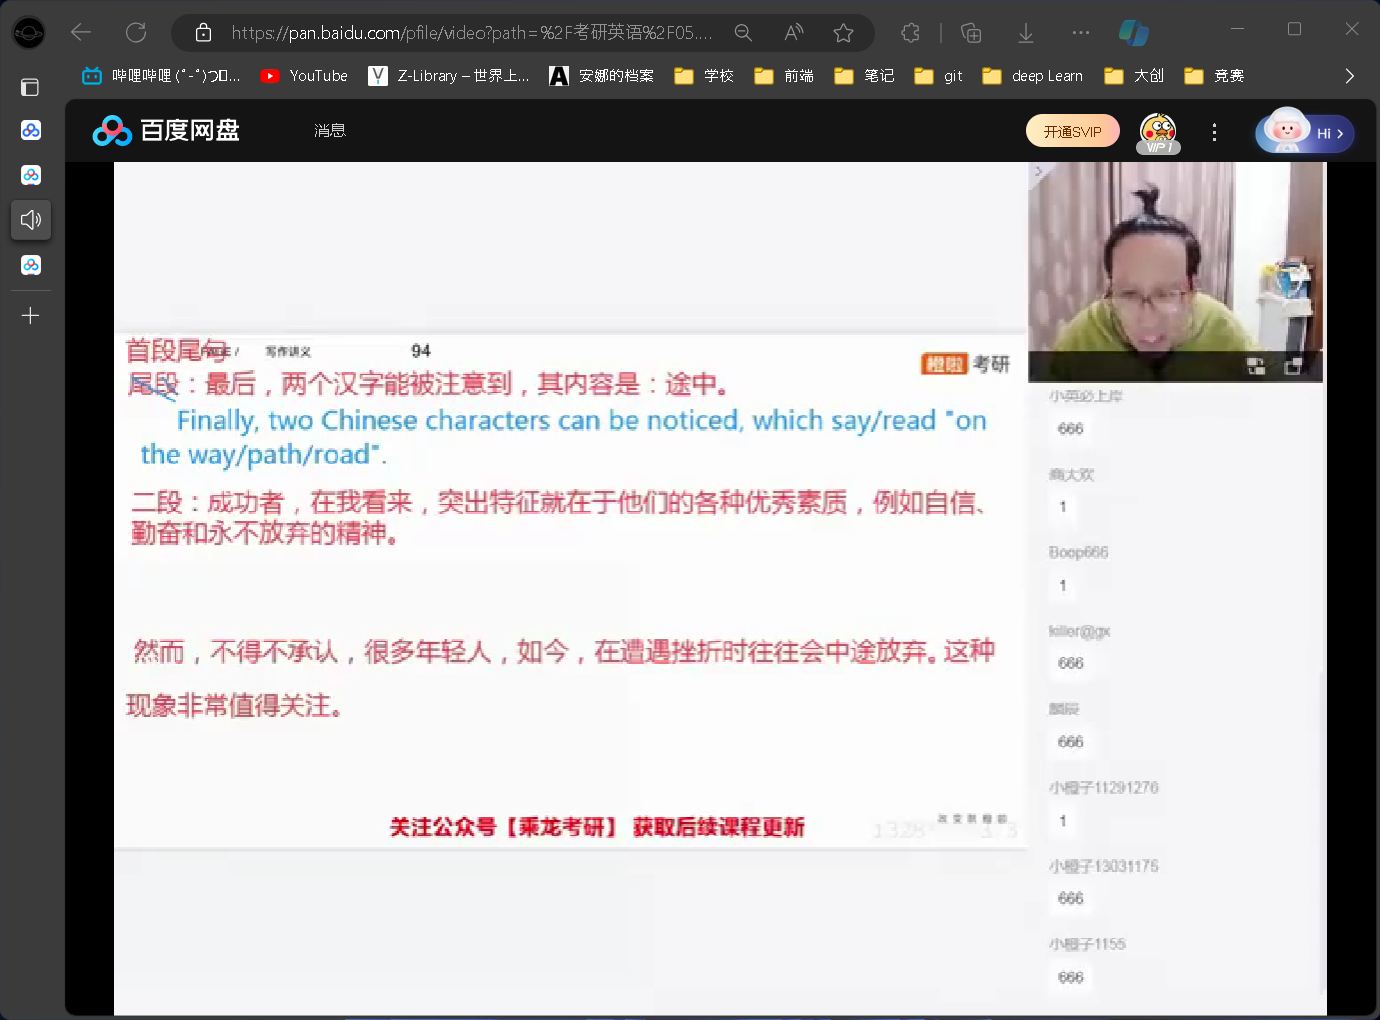 https://pan.baidu.com/pfile/video?path=%2F考研英语%2F05....
哔哩哔哩 (゜-゜)つ...
YouTube
Z-Library – 世界上...
安娜的档案
学校
前端
笔记
git
deep Learn
大创
竞赛
百度网盘
消息
开通SVIP
VIP 1
Hi
首段尾句
写作讲义
94
橙啦 考研
尾段：最后，两个汉字能被注意到，其内容是：途中。
Finally, two Chinese characters can be noticed, which say/read "on
the way/path/road".
二段：成功者，在我看来，突出特征就在于他们的各种优秀素质，例如自信、
勤奋和永不放弃的精神。
然而，不得不承认，很多年轻人，如今，在遭遇挫折时往往会中途放弃。这种
现象非常值得关注。
关注公众号【乘龙考研】 获取后续课程更新
小英必上岸
666
1
Boop666
1
killer@gx
666
666
小橙子11291276
1
小橙子13031175
666
小橙子1155
666